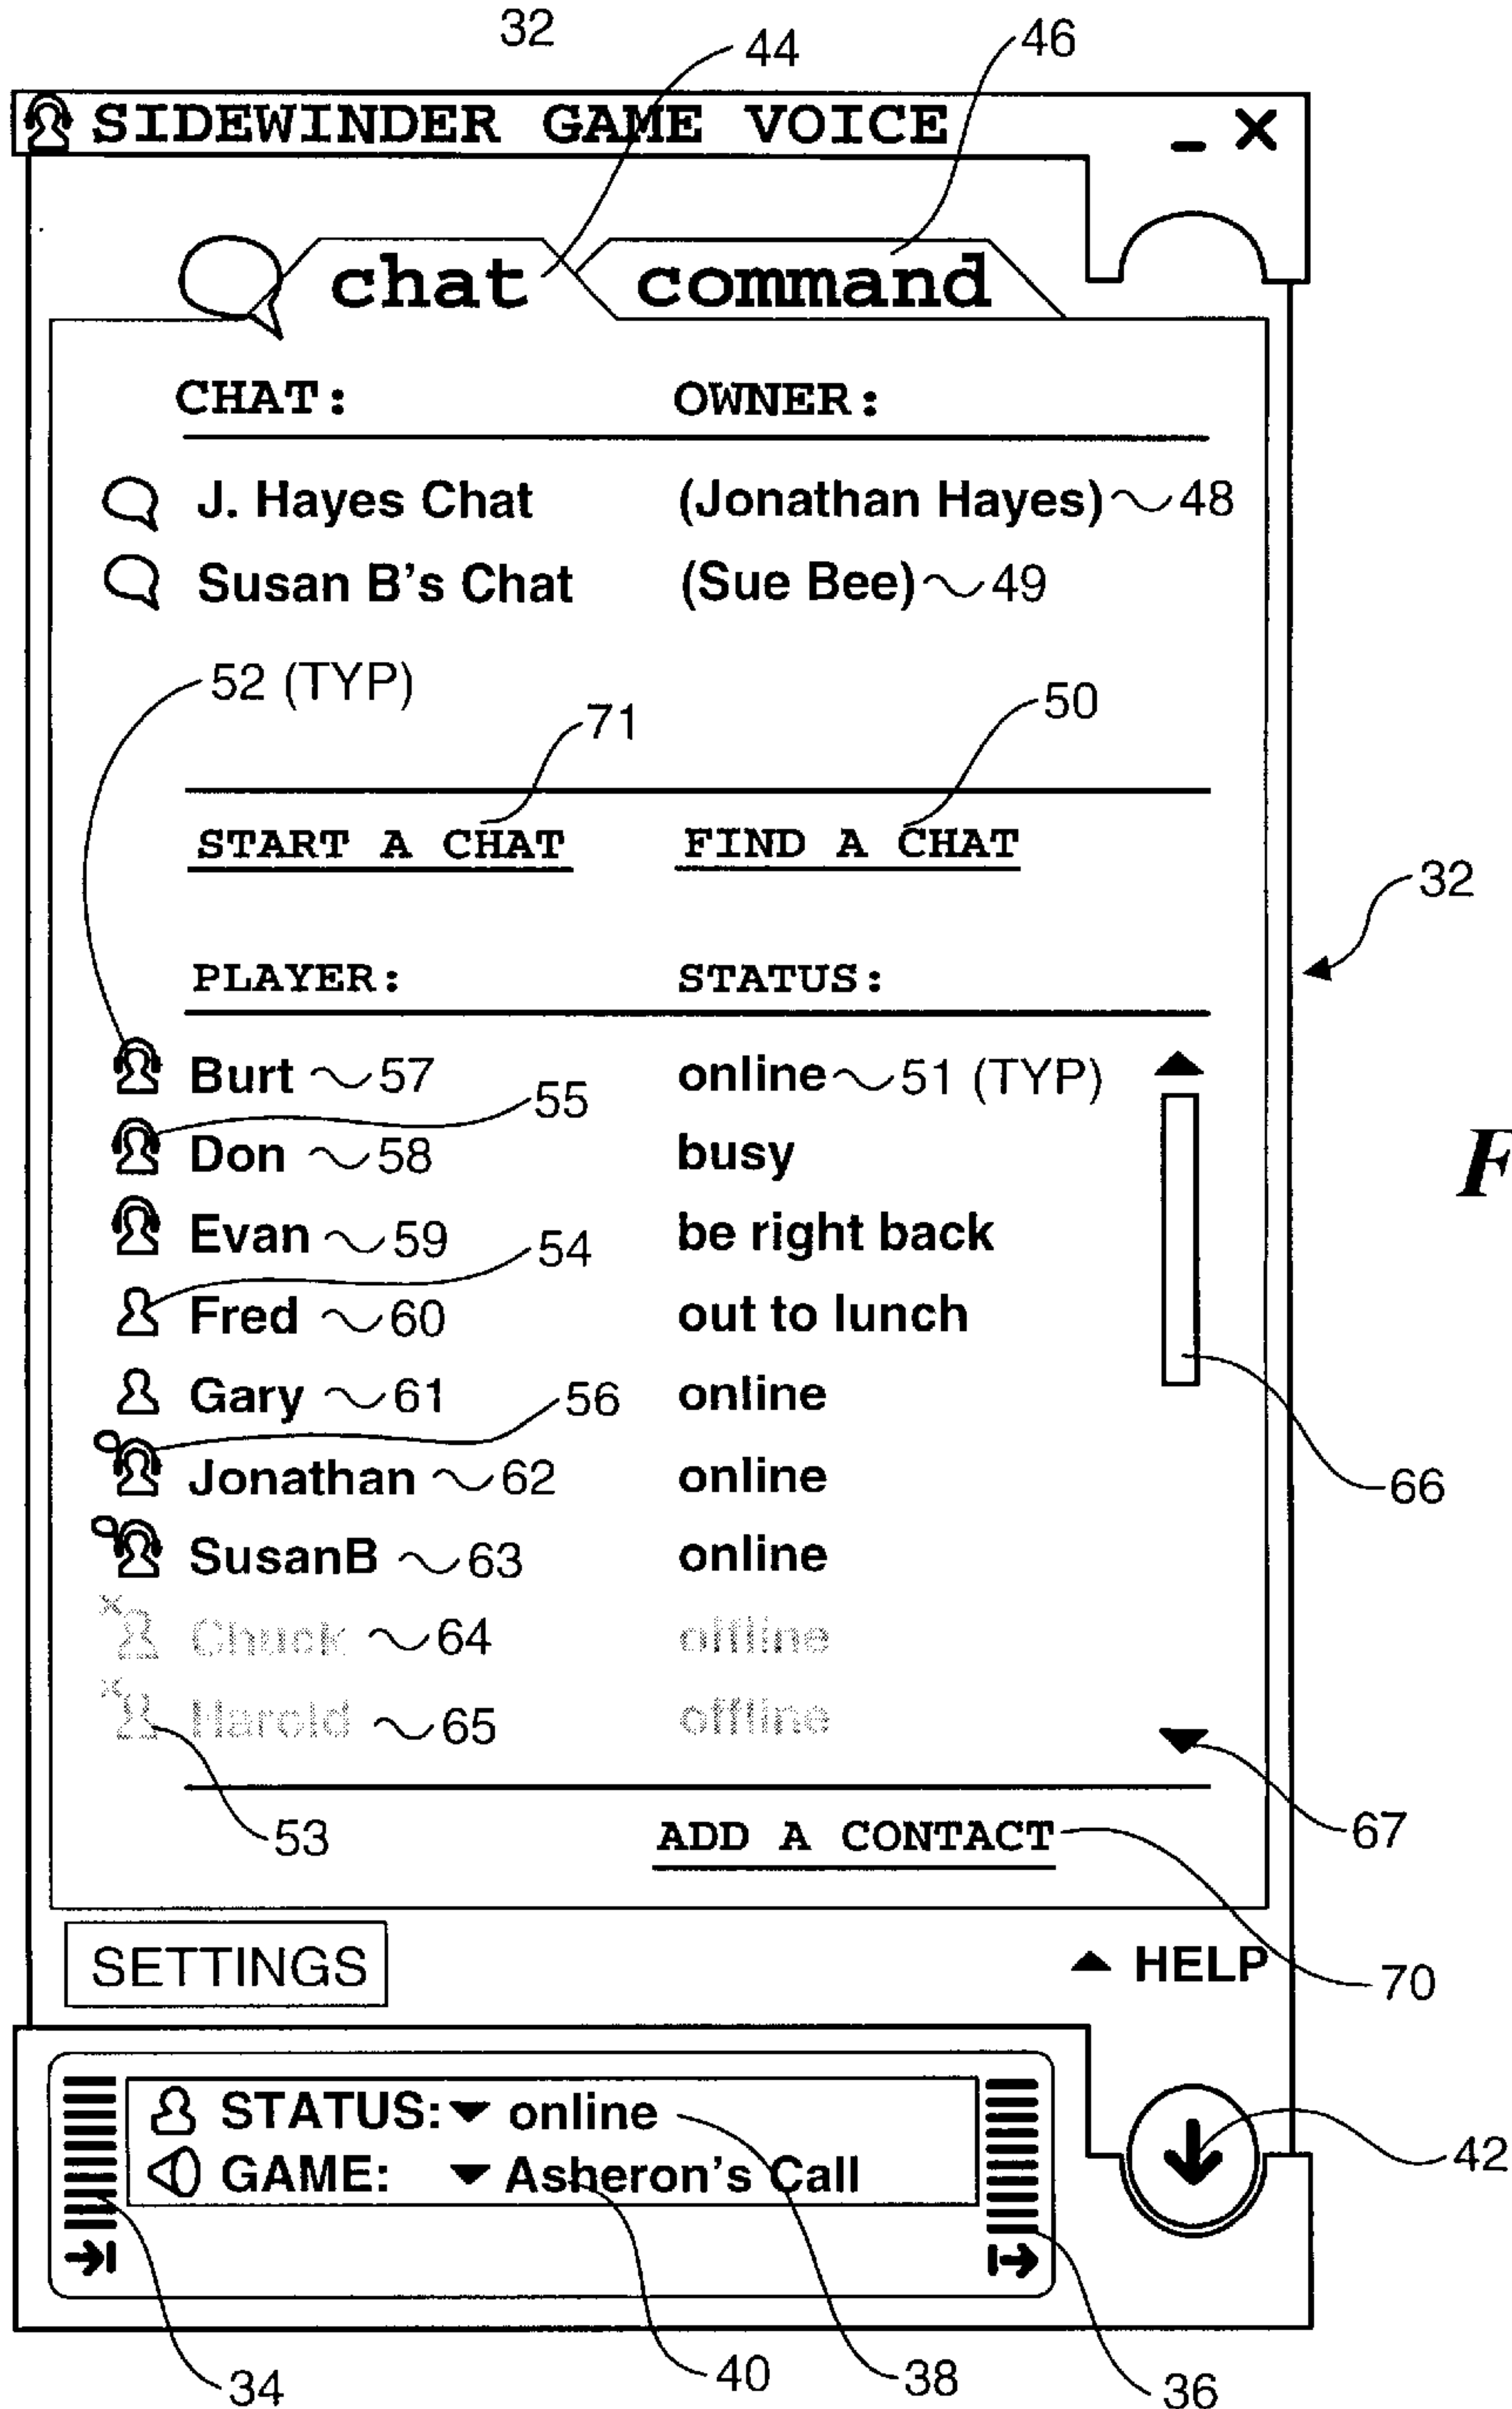 32
44
46
SIDEWINDER GAME VOICE
chat command
CHAT: OWNER:
J. Hayes Chat (Jonathan Hayes) 48
Susan B's Chat (Sue Bee) 49
52 (TYP)
71
50
START A CHAT FIND A CHAT
32
PLAYER: STATUS:
Burt 57 online 51 (TYP)
55
Don 58 busy
F
Evan 59 be right back
54
Fred 60 out to lunch
Gary 61 online
56
Jonathan 62 online
66
SusanB 63 online
Chuck 64 offline
Harold 65 offline
53
ADD A CONTACT
67
SETTINGS
HELP
70
STATUS: online
42
GAME: Asheron's Call
34
40
38
36